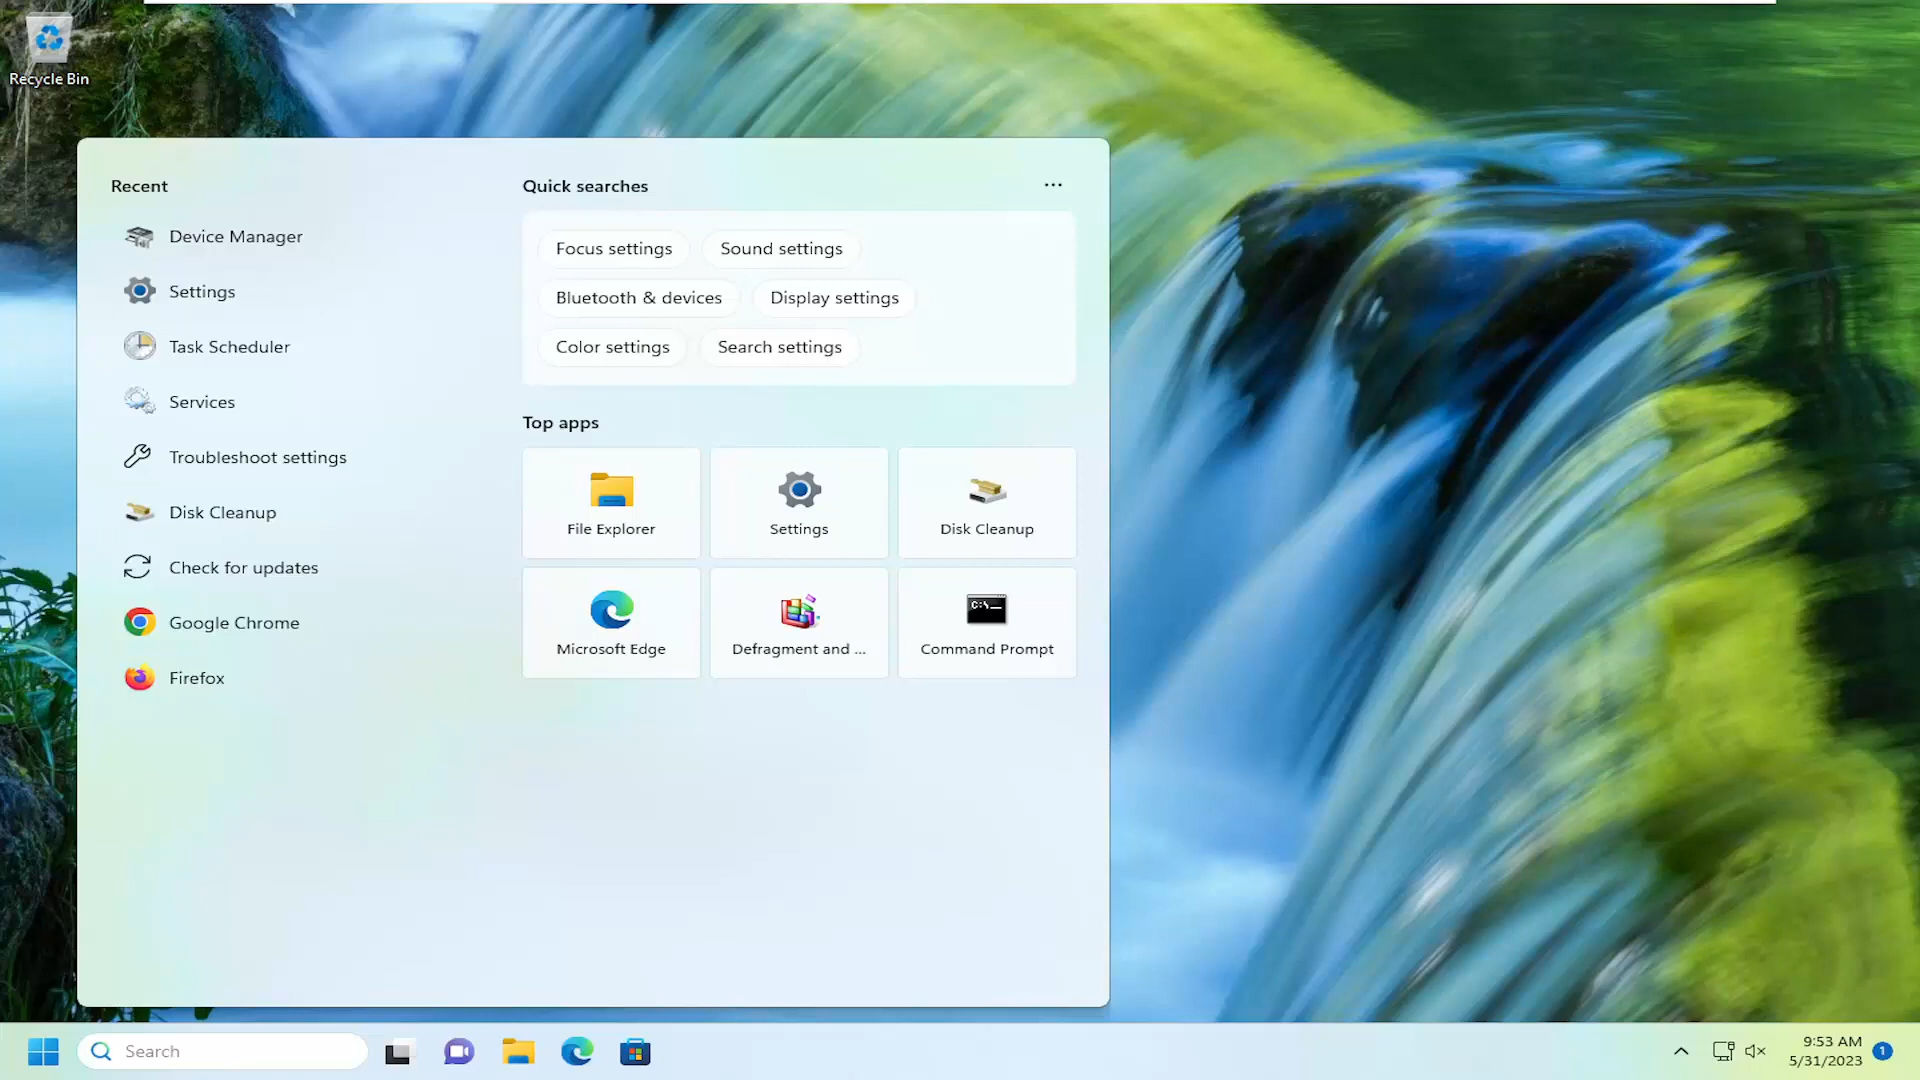 Recycle Bin
Recent
Device Manager
Settings
Task Scheduler
Services
Troubleshoot settings
Disk Cleanup
Check for updates
Google Chrome
Firefox
Quick searches
Focus settings
Sound settings
Bluetooth & devices
Display settings
Color settings
Search settings
Top apps
File Explorer
Settings
Disk Cleanup
Microsoft Edge
Defragment and ...
C:\
Command Prompt
Search
9:53 AM
5/31/2023
1